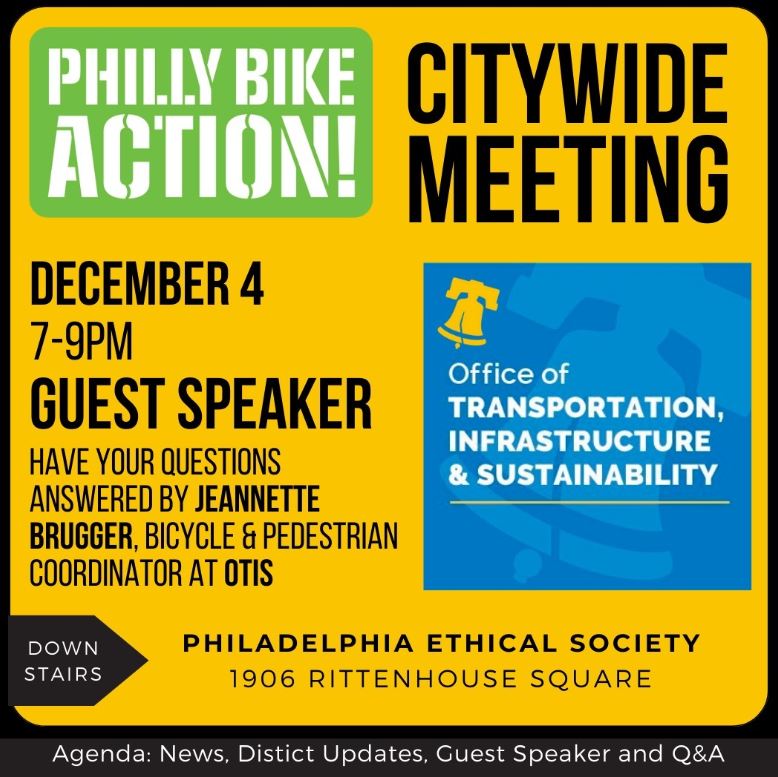 PHILLY BIKE
ACTION!
CITYWIDE
MEETING
DECEMBER 4
7-9PM
GUEST SPEAKER
HAVE YOUR QUESTIONS
ANSWERED BY JEANNETTE
BRUGGER, BICYCLE & PEDESTRIAN
COORDINATOR AT OTIS
Office of
TRANSPORTATION,
INFRASTRUCTURE
& SUSTAINABILITY
DOWN
STAIRS
PHILADELPHIA ETHICAL SOCIETY
1906 RITTENHOUSE SQUARE
Agenda: News, Distict Updates, Guest Speaker and Q&A